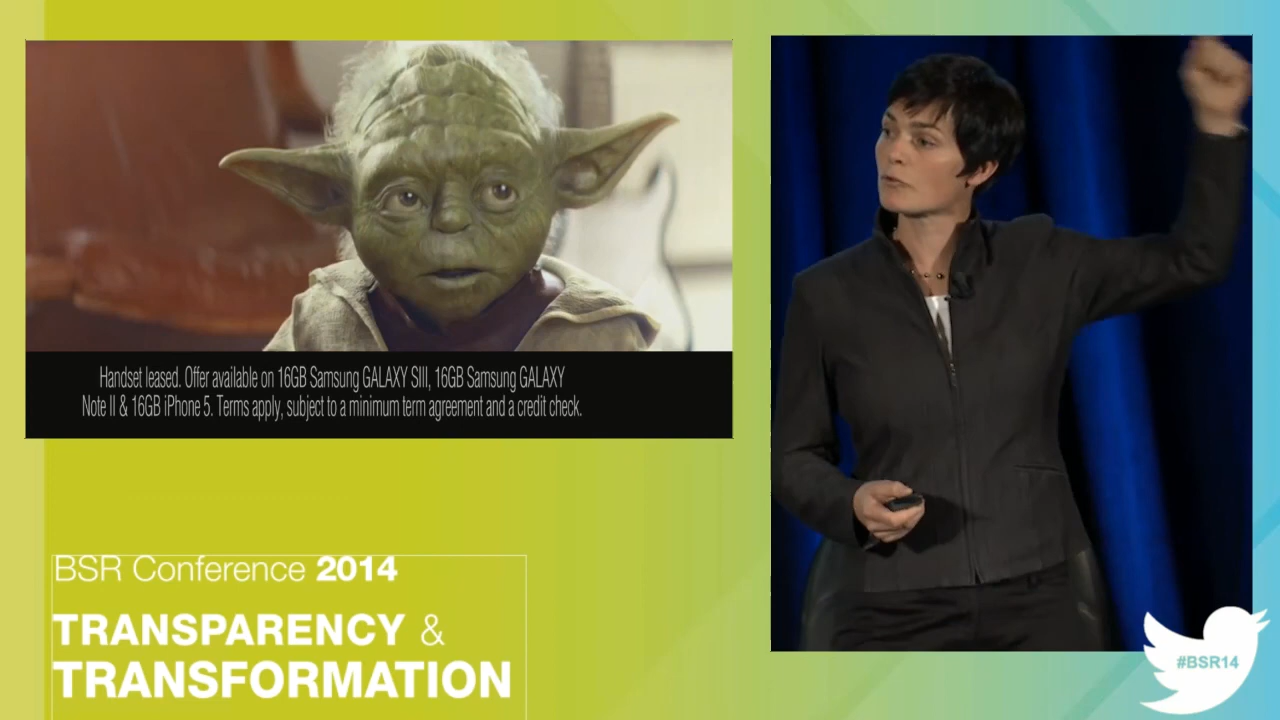 Handset leased. Offer available on 16GB Samsung GALAXY SIII, 16GB Samsung GALAXY
Note II & 16GB iPhone 5. Terms apply, subject to a minimum term agreement and a credit check.
BSR Conference 2014
TRANSPARENCY &
TRANSFORMATION
#BSR14